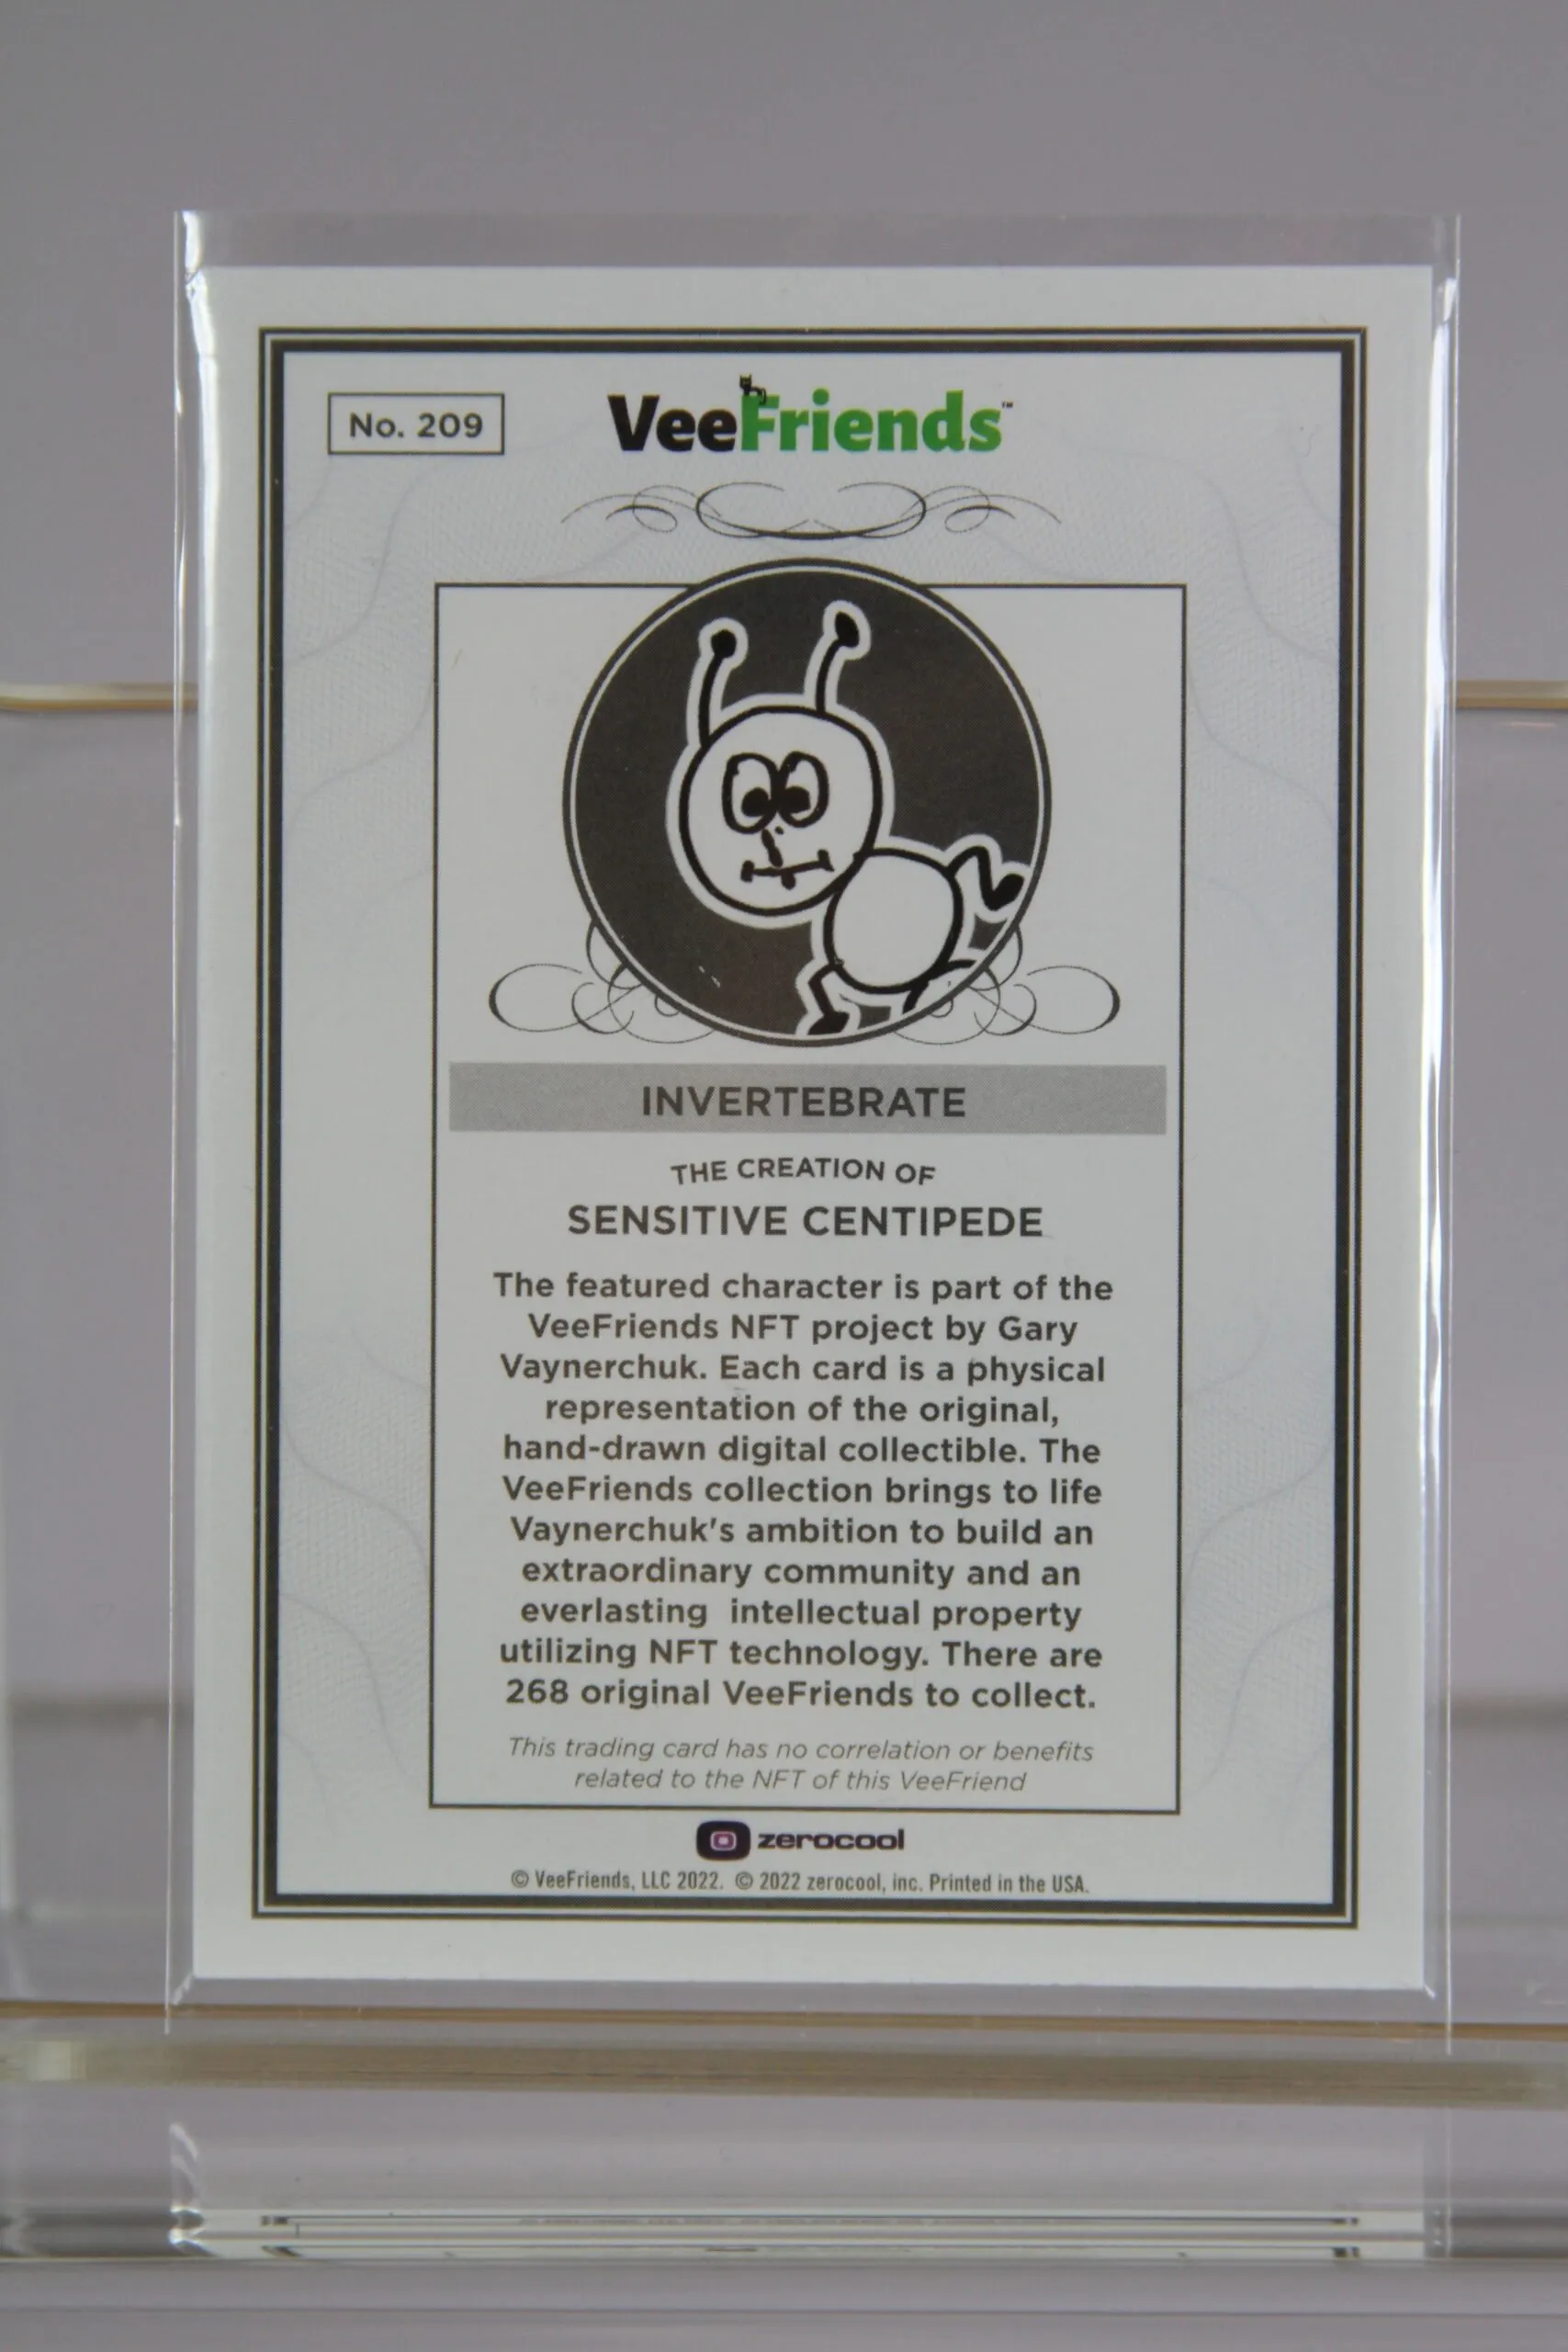 No. 209
VeeFriends™
INVERTEBRATE
THE CREATION OF
SENSITIVE CENTIPEDE
The featured character is part of the
VeeFriends NFT project by Gary
Vaynerchuk. Each card is a physical
representation of the original,
hand-drawn digital collectible. The
VeeFriends collection brings to life
Vaynerchuk's ambition to build an
extraordinary community and an
everlasting intellectual property
utilizing NFT technology. There are
268 original VeeFriends to collect.
This trading card has no correlation or benefits
related to the NFT of this VeeFriend
zerocool
© VeeFriends, LLC 2022. © 2022 zerocool, inc. Printed in the USA.